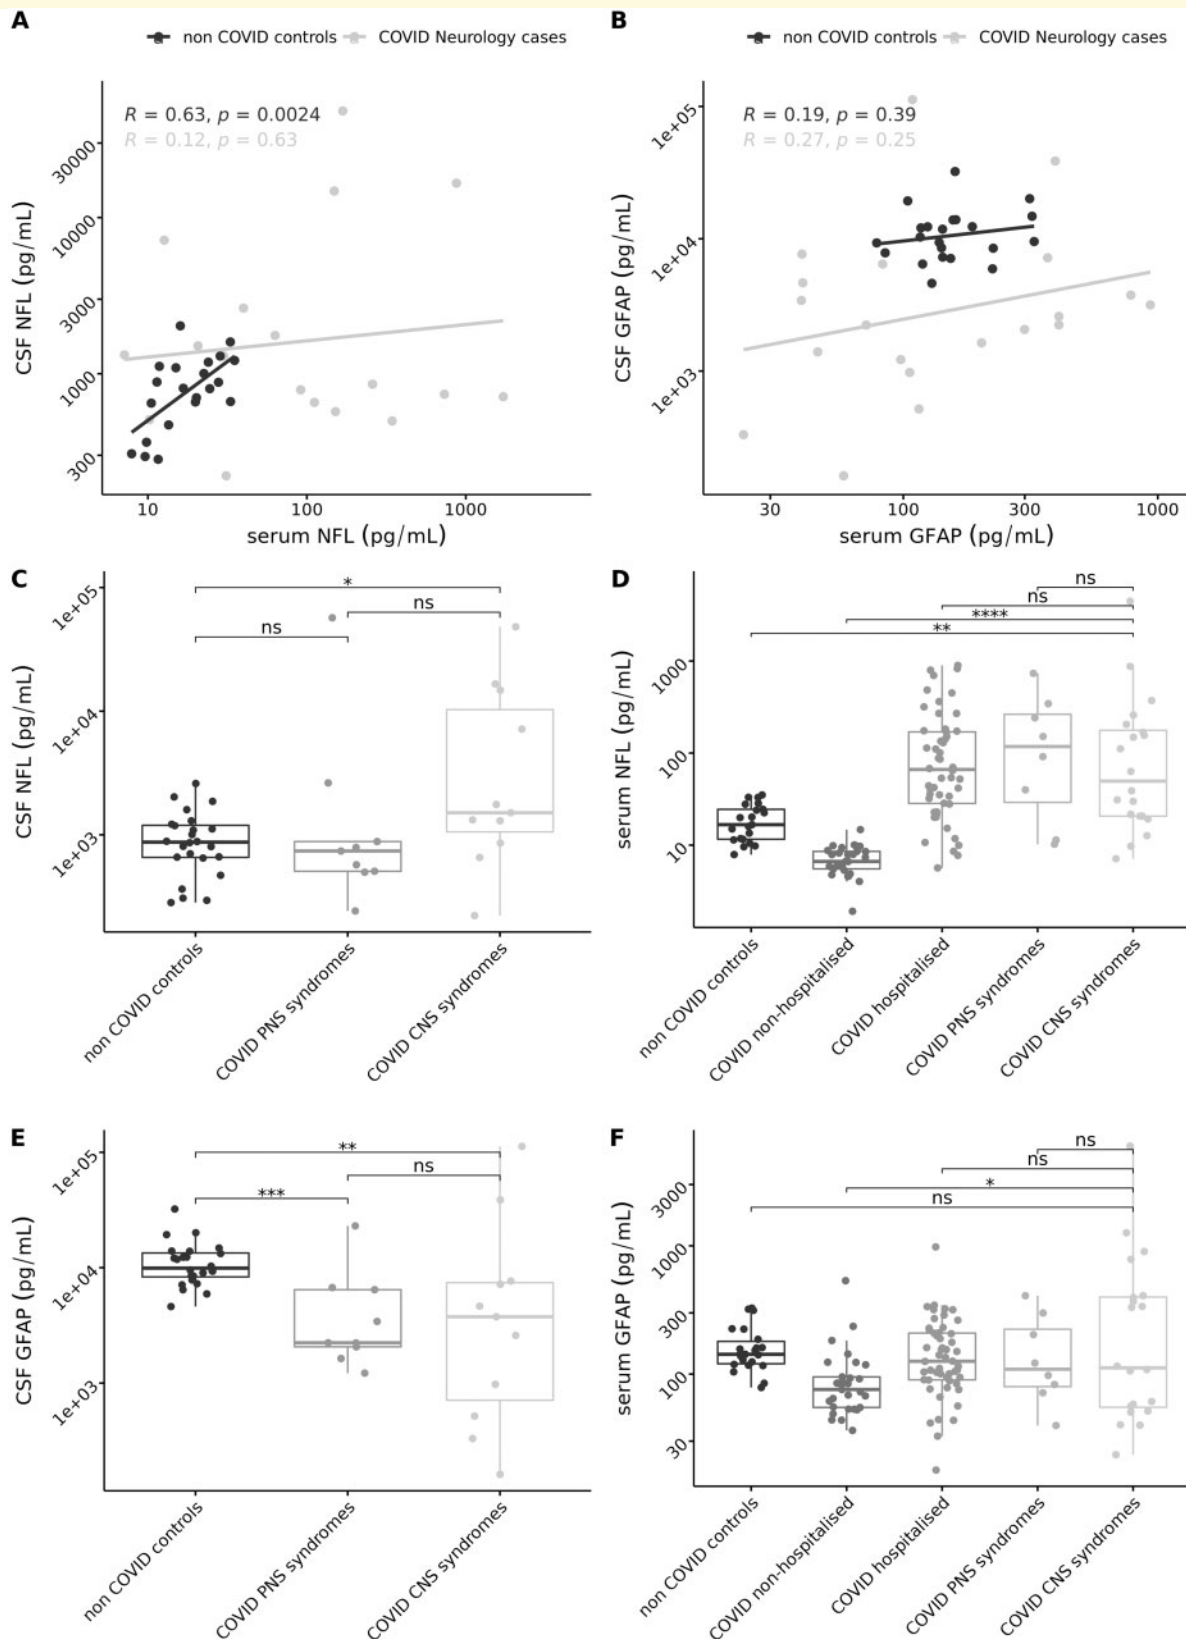 A
non COVID controls COVID Neurology cases
R = 0.63, p = 0.0024
R = 0.12, p = 0.63
CSF NFL (pg/mL)
30000
10000
3000
1000
300
10 100 1000
serum NFL (pg/mL)
B
non COVID controls COVID Neurology cases
R = 0.19, p = 0.39
R = 0.27, p = 0.25
CSF GFAP (pg/mL)
1e+05
1e+04
1e+03
30 100 300 1000
serum GFAP (pg/mL)
C
*
ns
ns
CSF NFL (pg/mL)
1e+05
1e+04
1e+03
non COVID controls
COVID PNS syndromes
COVID CNS syndromes
D
ns
ns
****
**
serum NFL (pg/mL)
1000
100
10
non COVID controls
COVID non-hospitalised
COVID hospitalised
COVID PNS syndromes
COVID CNS syndromes
E
**
ns
***
CSF GFAP (pg/mL)
1e+05
1e+04
1e+03
non COVID controls
COVID PNS syndromes
COVID CNS syndromes
F
ns
ns
*
ns
serum GFAP (pg/mL)
3000
1000
300
100
30
non COVID controls
COVID non-hospitalised
COVID hospitalised
COVID PNS syndromes
COVID CNS syndromes